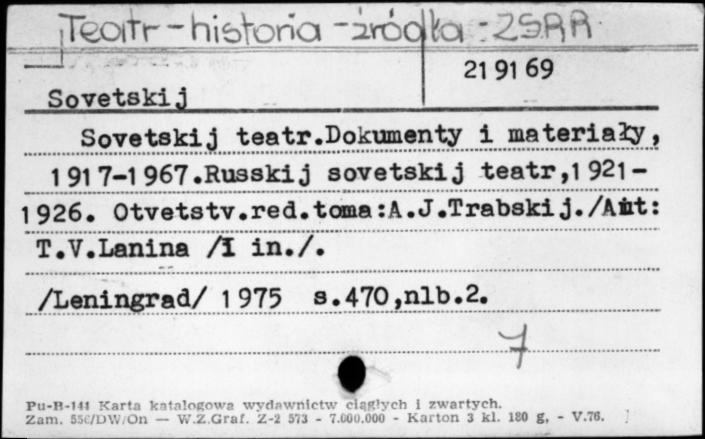 Teatr - historia - źródła - ZSRR
21 91 69
Sovetskij
Sovetskij teatr.Dokumenty i materiały,
1917-1967.Russkij sovetskij teatr,1921-
1926. Otvetstv.red.toma:A.J.Trabskij./Aut:
T.V.Lanina /I in./.
/Leningrad/ 1975 s.470,nlb.2.
7
Pu-B-144 Karta katalogowa wydawnictw ciągłych i zwartych.
Zam. 556/DW/On — W.Z.Graf. Z-2 573 - 7.000.000 - Karton 3 kl. 180 g, - V.76.